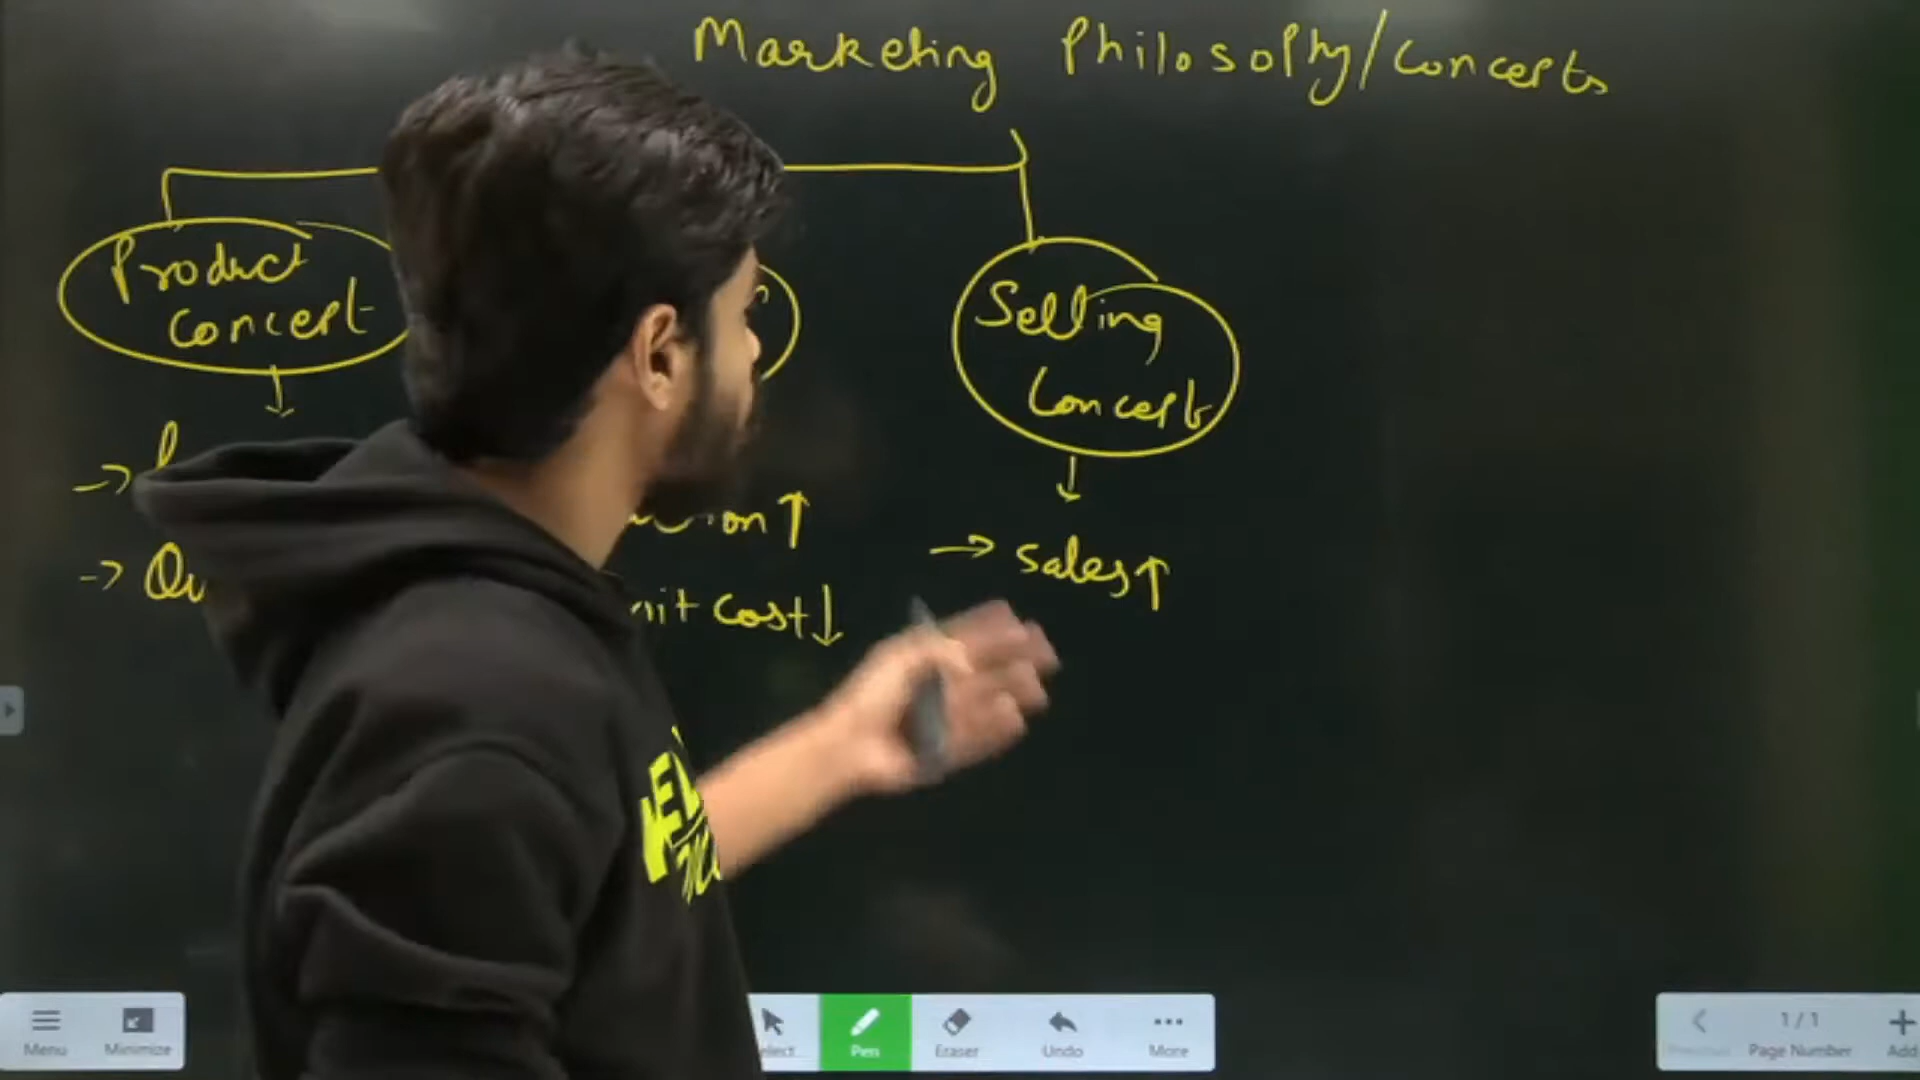 Marketing Philosophy/Concepts
Product
Concept
Selling
Concept
cost↓
→ Sales↑
Menu
Minimize
Pen
Eraser
Undo
More
1/1
Page Number
Add